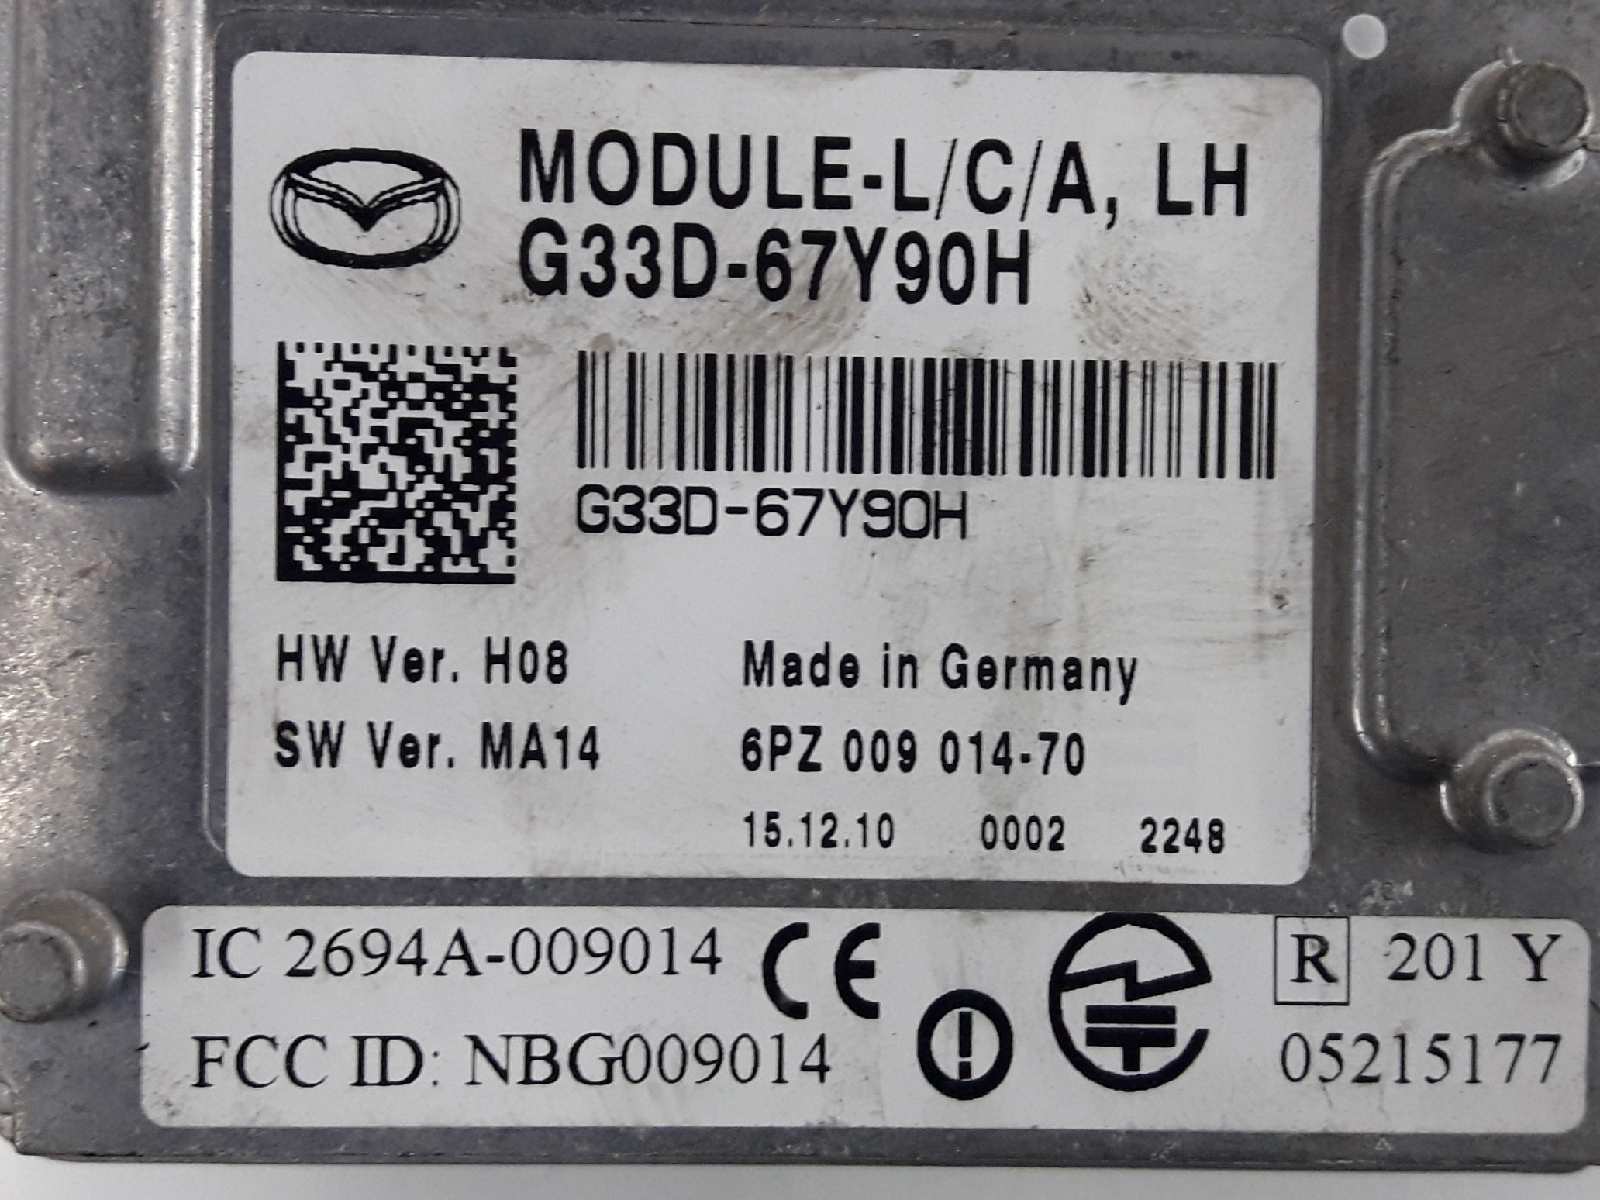 MODULE-L/C/A, LH
G33D-67Y90H
G33D-67Y90H
HW Ver. H08 Made in Germany
SW Ver. MA14 6PZ 009 014-70
15.12.10 0002 2248
IC 2694A-009014 CE R 201 Y
FCC ID: NBG009014 05215177